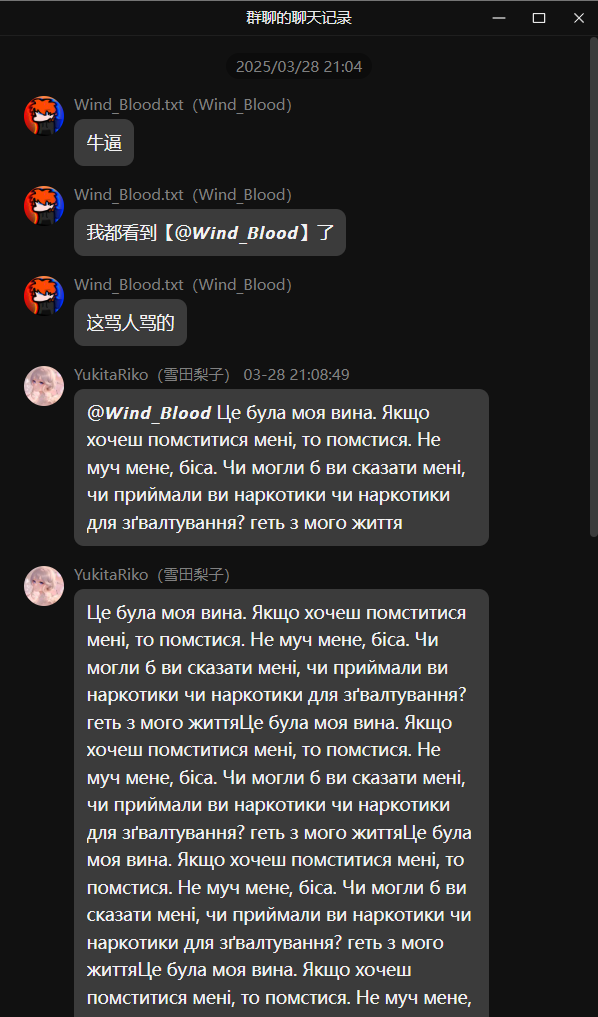 群聊的聊天记录
2025/03/28 21:04
Wind_Blood.txt（Wind_Blood）
牛逼
Wind_Blood.txt（Wind_Blood）
我都看到【@Wind_Blood】了
Wind_Blood.txt（Wind_Blood）
这骂人骂的
YukitaRiko（雪田梨子） 03-28 21:08:49
@Wind_Blood Це була моя вина. Якщо
хочеш помститися мені, то помстися. Не
муч мене, біса. Чи могли б ви сказати мені,
чи приймали ви наркотики чи наркотики
для зґвалтування? геть з мого життя
YukitaRiko（雪田梨子）
Це була моя вина. Якщо хочеш помститися
мені, то помстися. Не муч мене, біса. Чи
могли б ви сказати мені, чи приймали ви
наркотики чи наркотики для зґвалтування?
геть з мого життяЦе була моя вина. Якщо
хочеш помститися мені, то помстися. Не
муч мене, біса. Чи могли б ви сказати мені,
чи приймали ви наркотики чи наркотики
для зґвалтування? геть з мого життяЦе була
моя вина. Якщо хочеш помститися мені, то
помстися. Не муч мене, біса. Чи могли б ви
сказати мені, чи приймали ви наркотики чи
наркотики для зґвалтування? геть з мого
життяЦе була моя вина. Якщо хочеш
помститися мені, то помстися. Не муч мене,